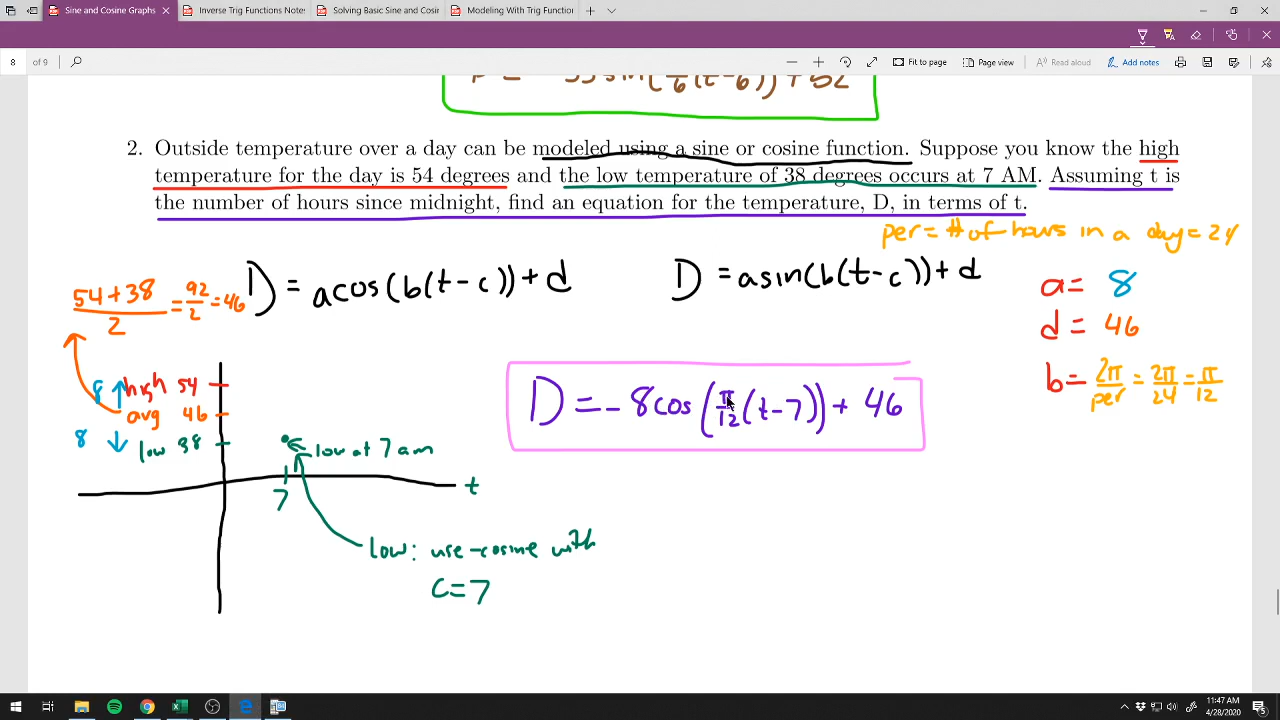 Sine and Cosine Graphs
Inverse Trig Functions Notes
Solving Basic Sine and Cosir
Modeling With Trig Function
8 of 9
Fit to page
Page view
Read aloud
Add notes
2. Outside temperature over a day can be modeled using a sine or cosine function. Suppose you know the high
temperature for the day is 54 degrees and the low temperature of 38 degrees occurs at 7 AM. Assuming t is
the number of hours since midnight, find an equation for the temperature, D, in terms of t.
per = # of hours in a day = 24
54+38/2 = 92/2 = 46
D = acos(b(t-c))+d
D = asin(b(t-c))+d
a = 8
d = 46
b = 2π/per = 2π/24 = π/12
8 ↑ high 54
avg 46
8 ↓ low 38
D = -8cos(π/12(t-7))+46
low at 7am
7
t
low: use -cosine with
c=7
11:47 AM
4/28/2020